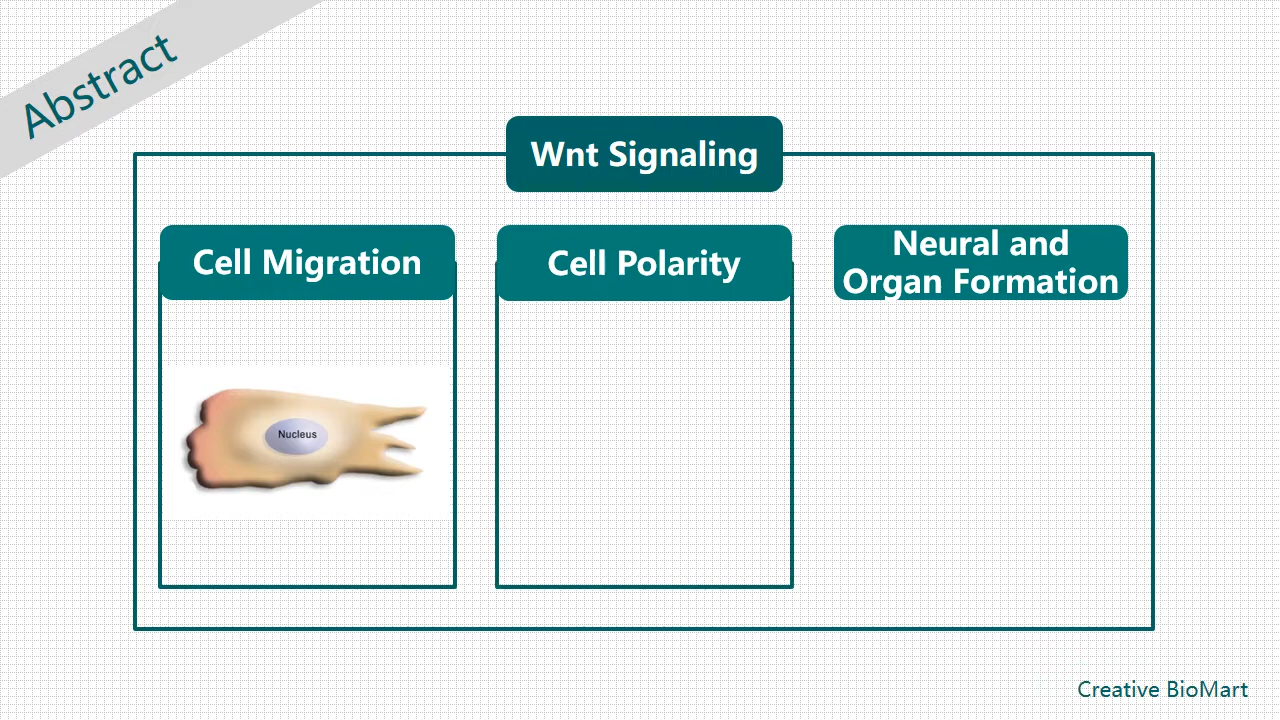 Abstract
Wnt Signaling
Cell Migration
Cell Polarity
Neural and
Organ Formation
Nucleus
Creative BioMart